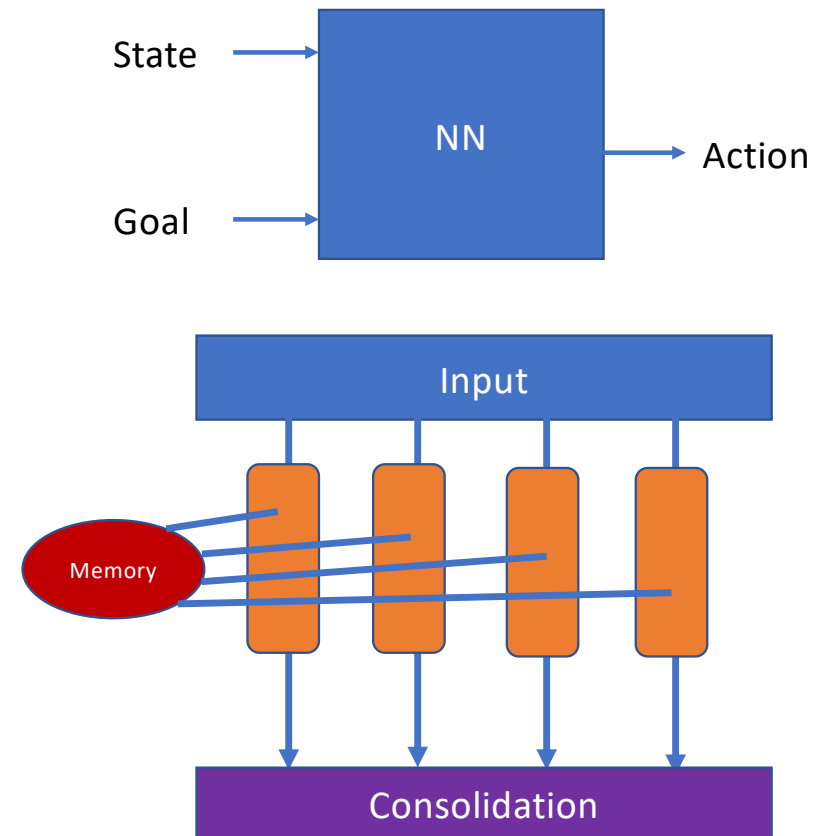 State
NN
Action
Goal
Input
Memory
Consolidation